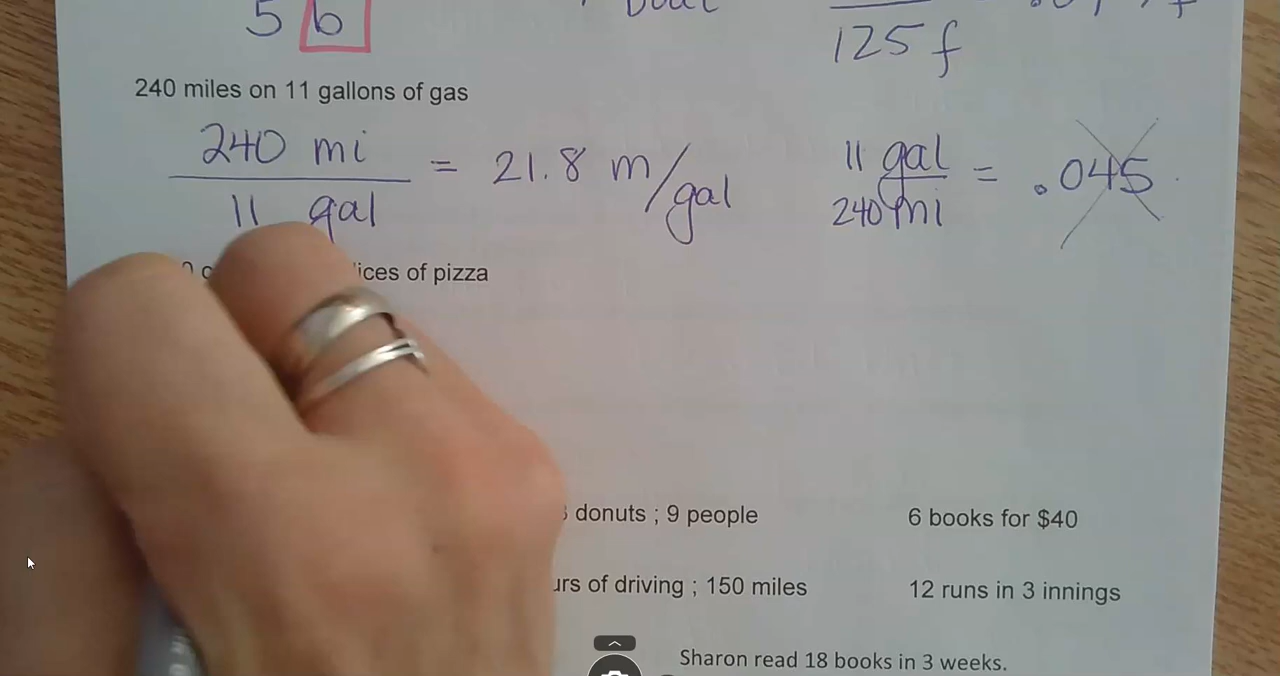 5 b
125 f
240 miles on 11 gallons of gas
240 mi
11 gal
= 21.8 m/gal
11 gal
240 mi
= .045
of pizza
donuts ; 9 people
6 books for $40
of driving ; 150 miles
12 runs in 3 innings
Sharon read 18 books in 3 weeks.